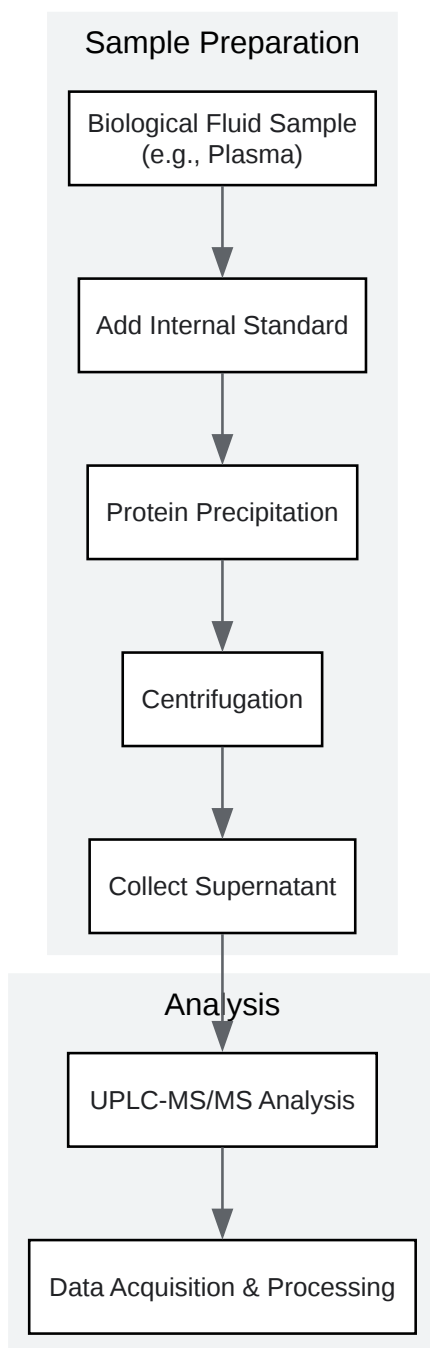 Sample Preparation
Biological Fluid Sample
(e.g., Plasma)
Add Internal Standard
Protein Precipitation
Centrifugation
Collect Supernatant
Analysis
UPLC-MS/MS Analysis
Data Acquisition & Processing